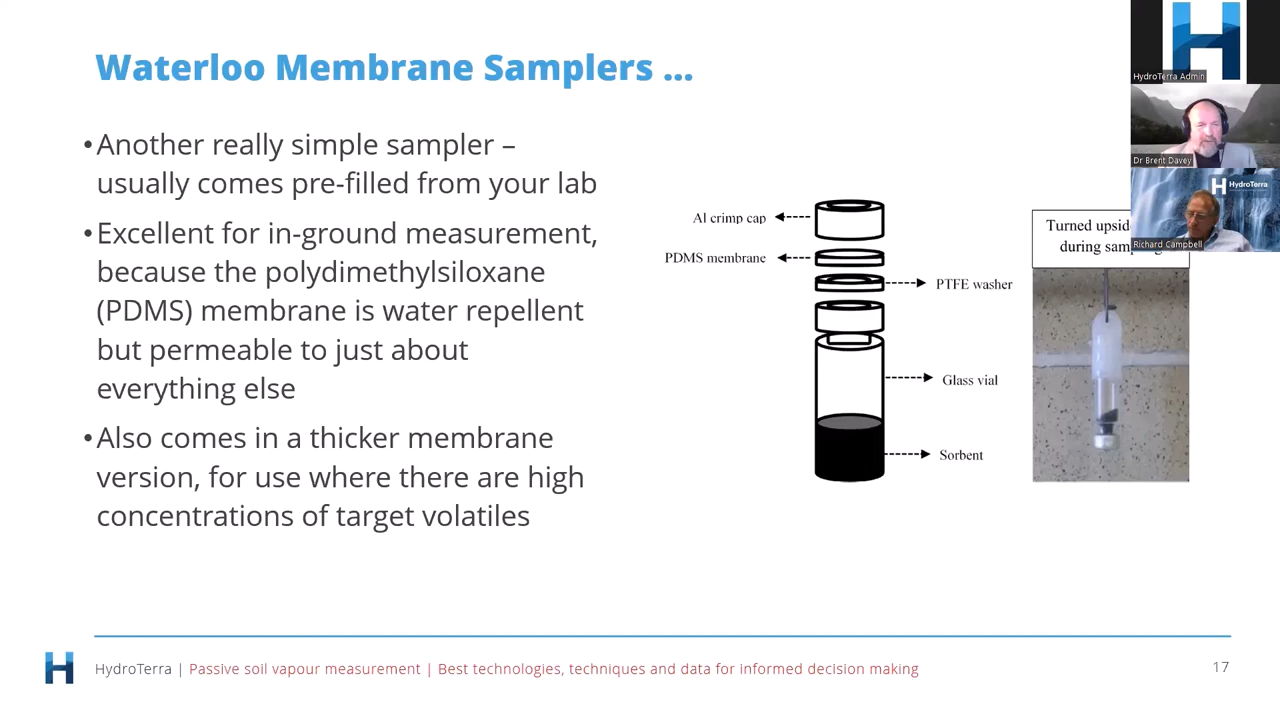 Waterloo Membrane Samplers ...
•Another really simple sampler –
usually comes pre-filled from your lab
•Excellent for in-ground measurement,
because the polydimethylsiloxane
(PDMS) membrane is water repellent
but permeable to just about
everything else
•Also comes in a thicker membrane
version, for use where there are high
concentrations of target volatiles
Al crimp cap
PDMS membrane
PTFE washer
Glass vial
Sorbent
Turned
during
HydroTerra Admin
Dr Brent Davey
HydroTerra
Richard Campbell
HydroTerra | Passive soil vapour measurement | Best technologies, techniques and data for informed decision making
17